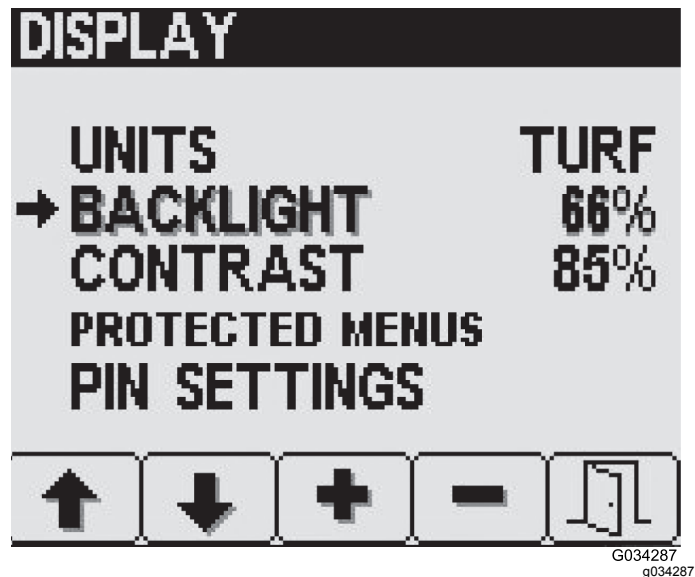 DISPLAY
UNITS TURF
BACKLIGHT 66%
CONTRAST 85%
PROTECTED MENUS
PIN SETTINGS
G034287
g034287